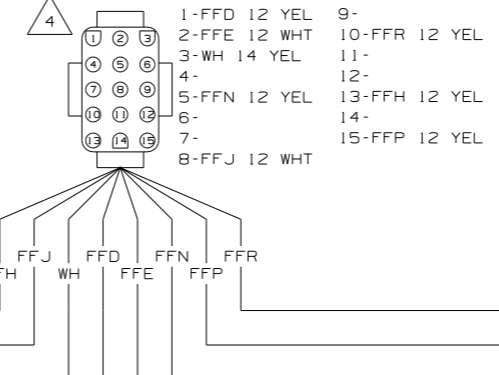 4
1-FFD 12 YEL
2-FFE 12 WHT
3-WH 14 YEL
4-
5-FFN 12 YEL
6-
7-
8-FFJ 12 WHT
9-
10-FFR 12 YEL
11-
12-
13-FFH 12 YEL
14-
15-FFP 12 YEL
1 2 3
4 5 6
7 8 9
10 11 12
13 14 15
FFJ FFD FFN FFR
FH WH FFE FFP